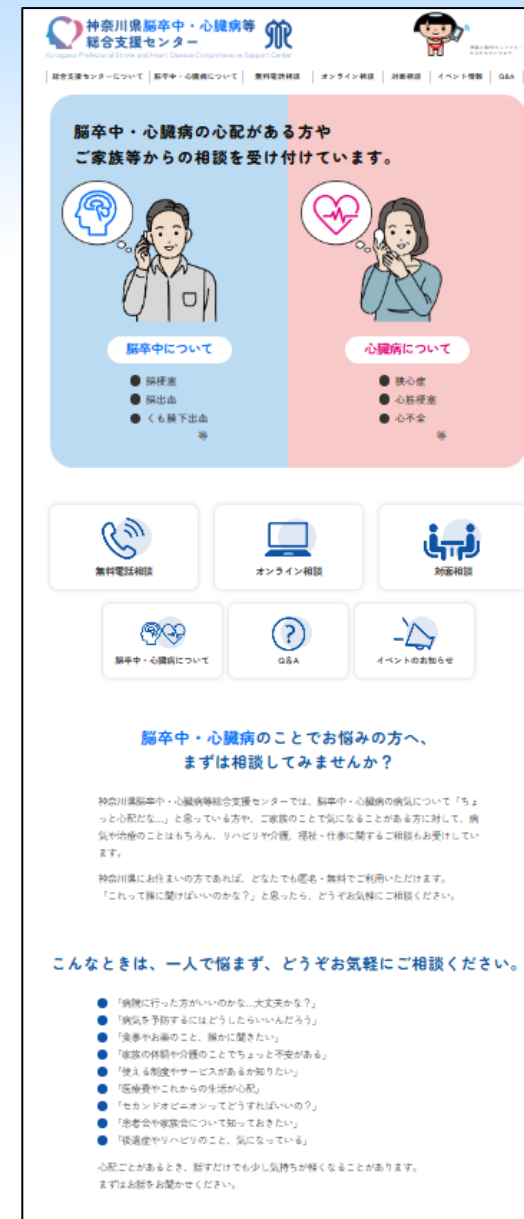 神奈川県脳卒中・心臓病等
総合支援センター
Kanagawa Prefectural Stroke and Heart Disease Comprehensive Support Center
総合支援センターについて
脳卒中・心臓病について
無料電話相談
オンライン相談
対面相談
イベント情報
Q&A
脳卒中・心臓病の心配がある方や
ご家族等からの相談を受け付けています。
脳卒中について
脳梗塞
脳出血
くも膜下出血
等
心臓病について
狭心症
心筋梗塞
心不全
等
無料電話相談
オンライン相談
対面相談
脳卒中・心臓病について
Q&A
イベントのお知らせ
脳卒中・心臓病のことでお悩みの方へ、
まずは相談してみませんか？
神奈川県脳卒中・心臓病等総合支援センターでは、脳卒中・心臓病の病気について「ちょ
っと心配だな…」と思っている方や、ご家族のことで気になることがある方に対して、病
気や治療のことはもちろん、リハビリや介護、福祉・仕事に関するご相談もお受けしてい
ます。
神奈川県にお住まいの方であれば、どなたでも匿名・無料でご利用いただけます。
「これって誰に聞けばいいのかな？」と思ったら、どうぞお気軽にご相談ください。
こんなときは、一人で悩まず、どうぞお気軽にご相談ください。
「病院に行った方がいいのかな…大丈夫かな？」
「病気を予防するにはどうしたらいいんだろう」
「食事やお薬のこと、誰かに聞きたい」
「家族の体調や介護のことでちょっと不安がある」
「使える制度やサービスがあるか知りたい」
「医療費やこれからの生活が心配」
「セカンドオピニオンってどうすればいいの？」
「患者会や家族会について知っておきたい」
「後遺症やリハビリのこと、気になっている」
心配ごとがあるとき、話すだけでも少し気持ちが軽くなることがあります。
まずはお話をお聞かせください。